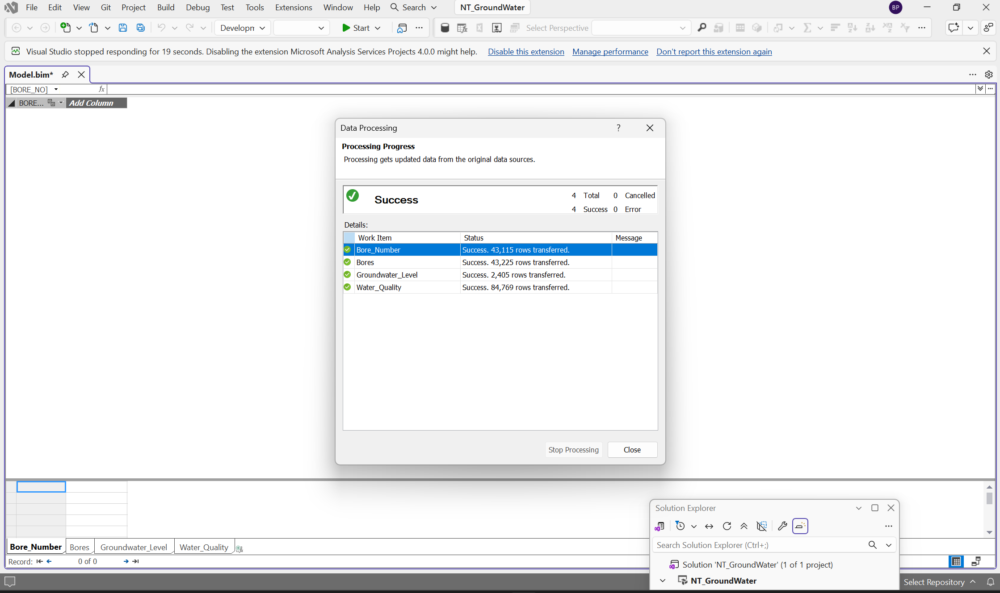 File Edit View Git Project Build Debug Test Tools Extensions Window Help Search NT_GroundWater BP
Developm Start Select Perspective
Visual Studio stopped responding for 19 seconds. Disabling the extension Microsoft Analysis Services Projects 4.0.0 might help. Disable this extension Manage performance Don't report this extension again
Model.bim*
[BORE_NO] fx
BORE... Add Column
Data Processing ?
Processing Progress
Processing gets updated data from the original data sources.
Success
4 Total 0 Cancelled
4 Success 0 Error
Details:
Work Item Status Message
Bore_Number Success. 43,115 rows transferred.
Bores Success. 43,225 rows transferred.
Groundwater_Level Success. 2,405 rows transferred.
Water_Quality Success. 84,769 rows transferred.
Stop Processing Close
Bore_Number Bores Groundwater_Level Water_Quality
Record: 0 of 0
Solution Explorer
Search Solution Explorer (Ctrl+;)
Solution 'NT_GroundWater' (1 of 1 project)
NT_GroundWater
Select Repository